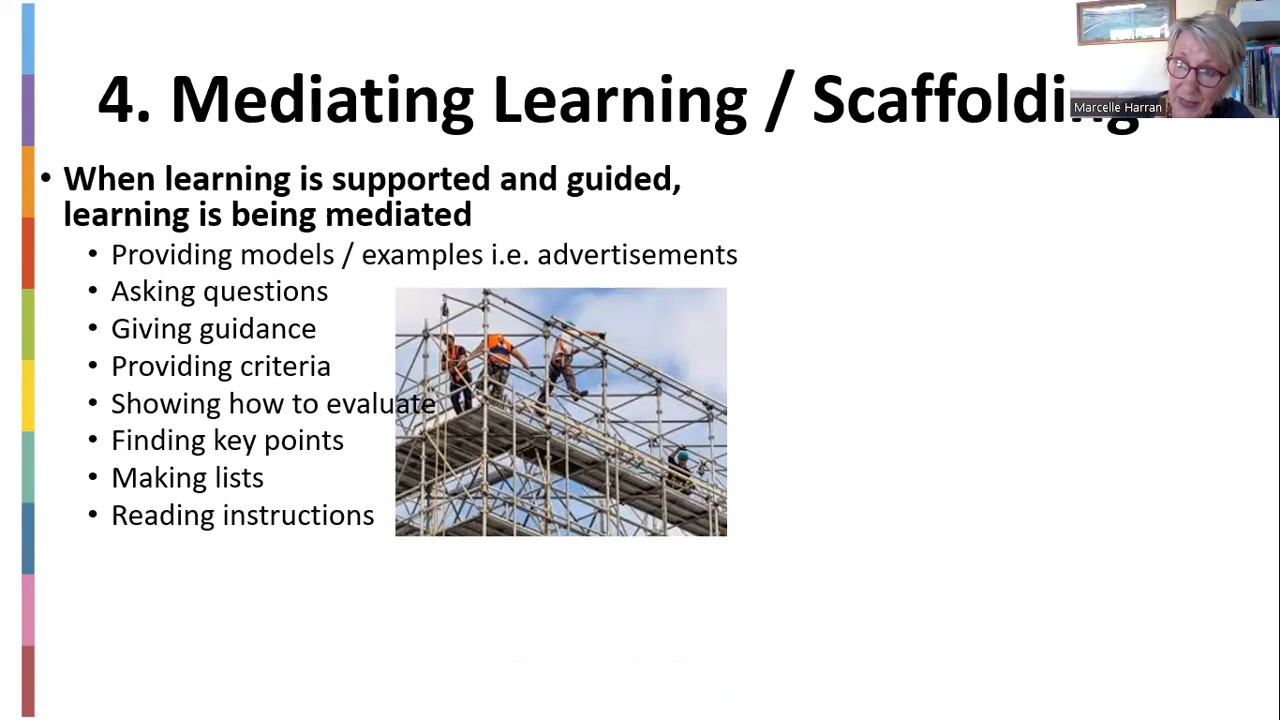 4. Mediating Learning / Scaffolding
Marcelle Harran
• When learning is supported and guided,
learning is being mediated
• Providing models / examples i.e. advertisements
• Asking questions
• Giving guidance
• Providing criteria
• Showing how to evaluate
• Finding key points
• Making lists
• Reading instructions